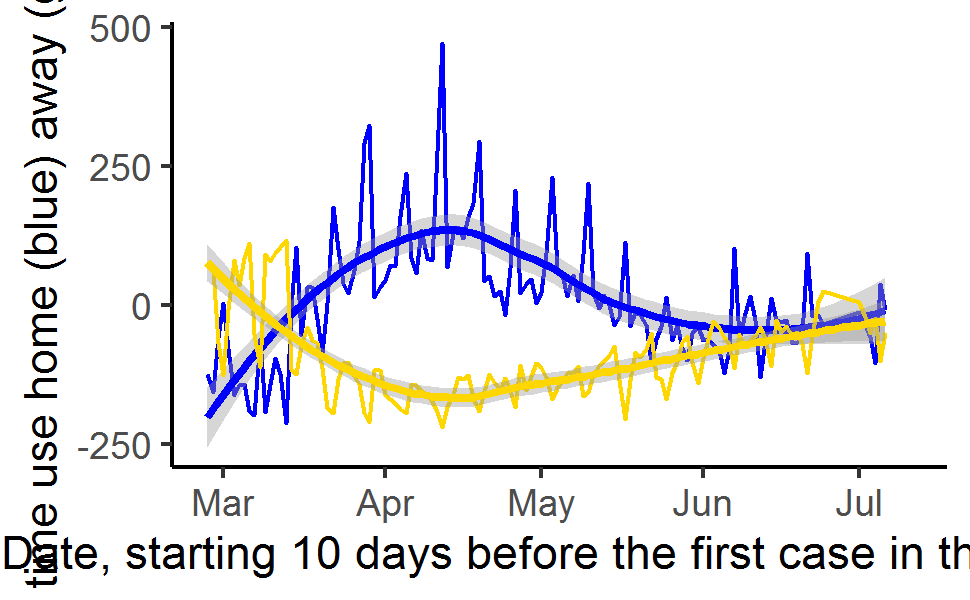 time use home (blue) away (
500
250
0
-250
Mar Apr May Jun Jul
Date, starting 10 days before the first case in th